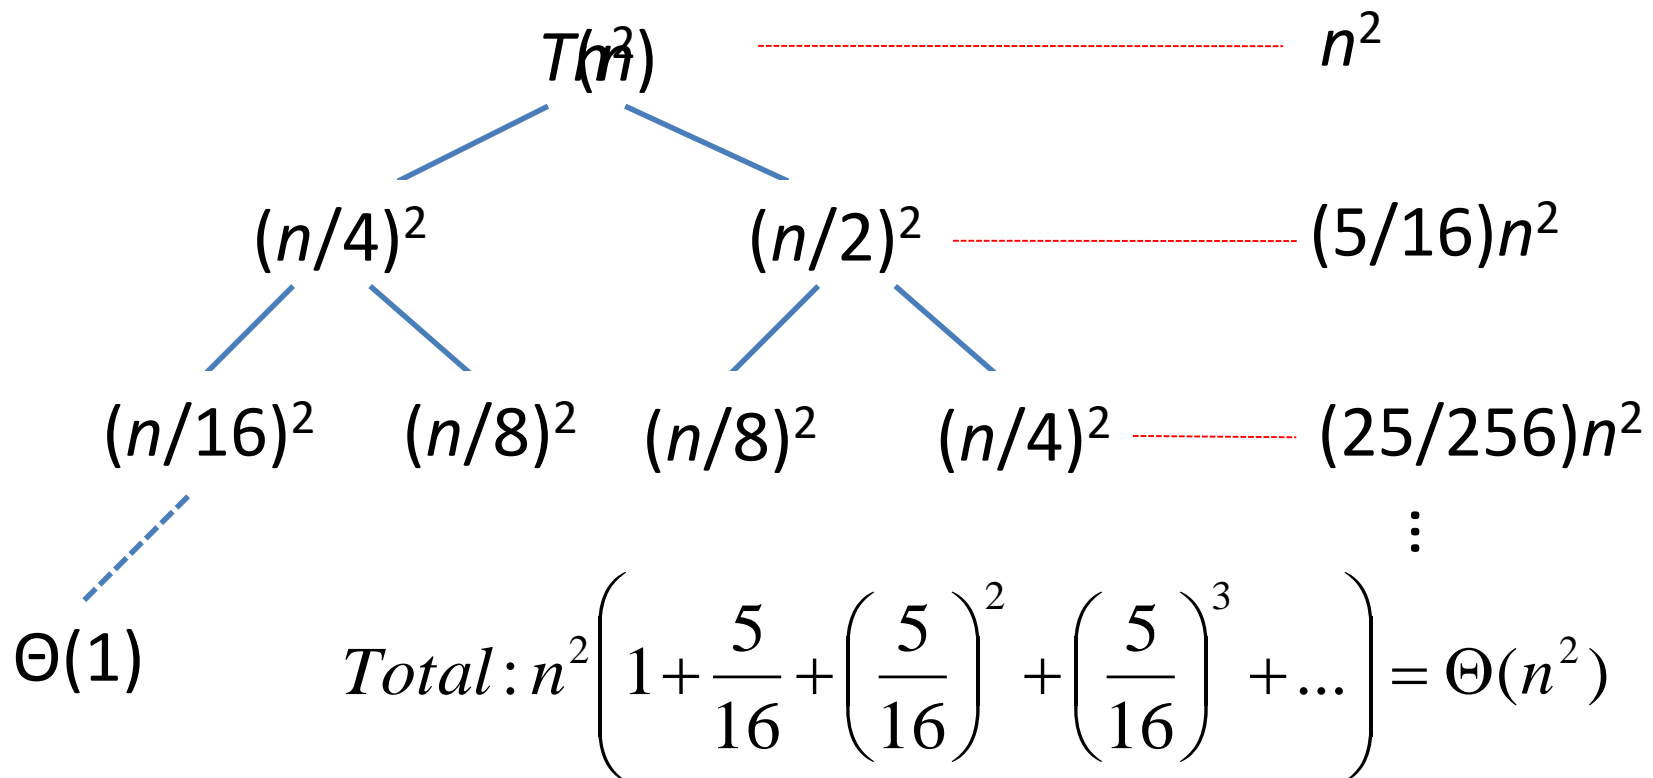 T(n) n² n²
(n/4)² (n/2)² (5/16)n²
(n/16)² (n/8)² (n/8)² (n/4)² (25/256)n²
⋮
Θ(1)
Total: n²(1+5/16+(5/16)²+(5/16)³+...)=Θ(n²)